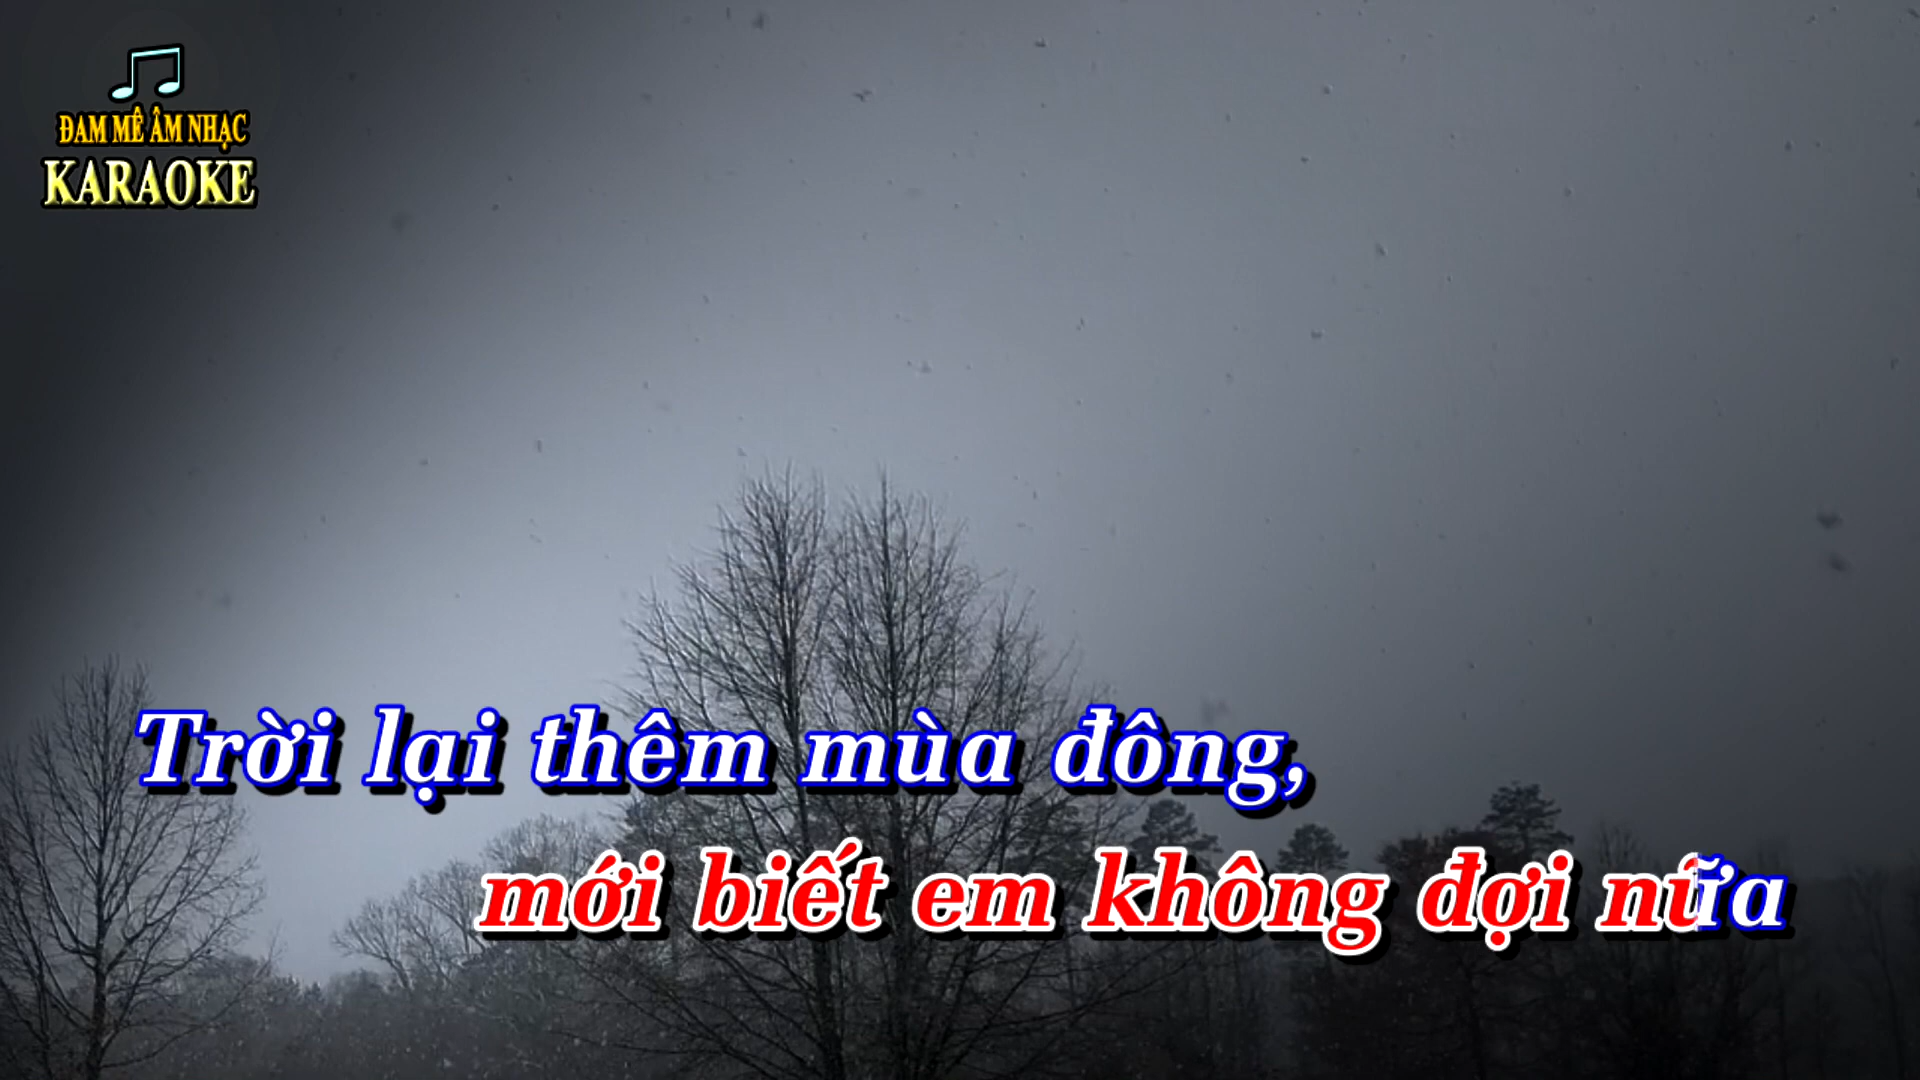 ĐAM MÊ ÂM NHẠC
KARAOKE
Trời lại thêm mùa đông,
mới biết em không đợi nữa